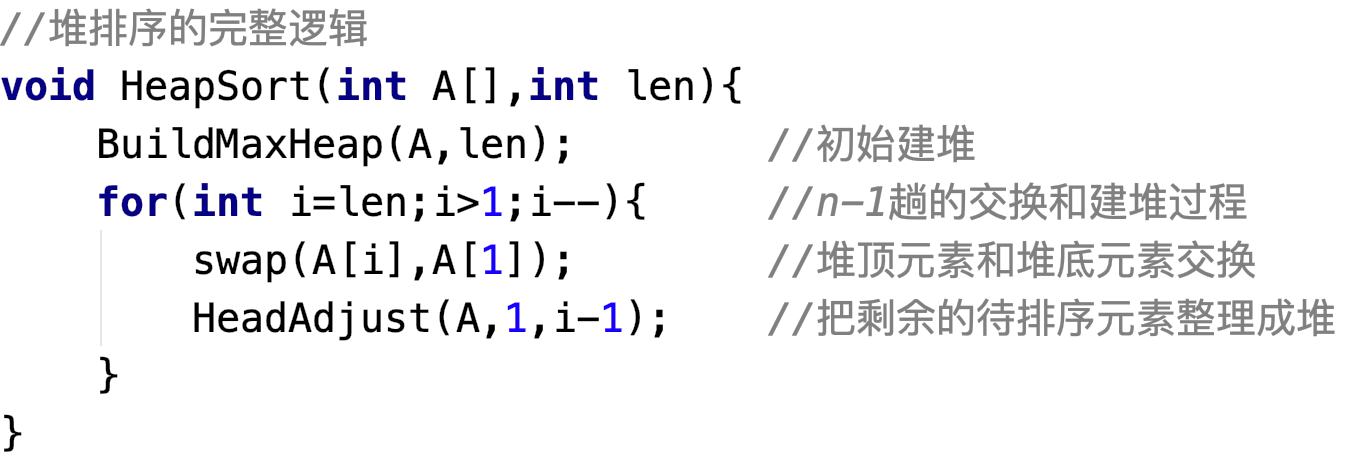 //堆排序的完整逻辑
void HeapSort(int A[],int len){
    BuildMaxHeap(A,len);        //初始建堆
    for(int i=len;i>1;i--){     //n-1趟的交换和建堆过程
        swap(A[i],A[1]);        //堆顶元素和堆底元素交换
        HeadAdjust(A,1,i-1);    //把剩余的待排序元素整理成堆
    }
}